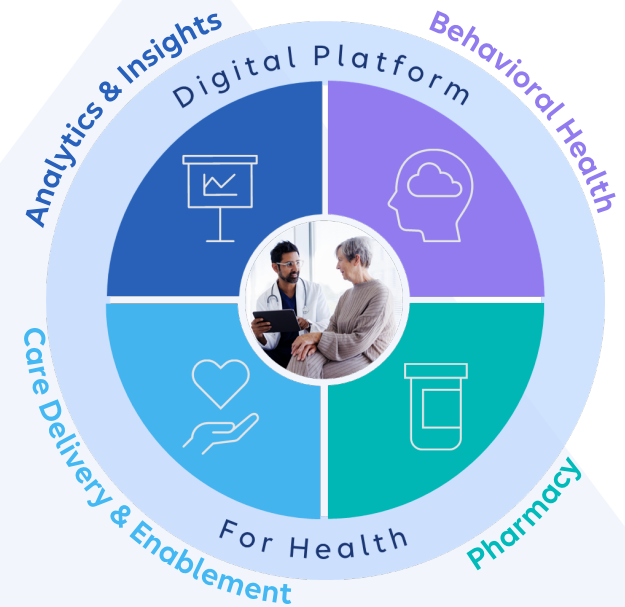 Analytics & Insights
Behavioral Health
Digital Platform
For Health
Care Delivery & Enablement
Pharmacy